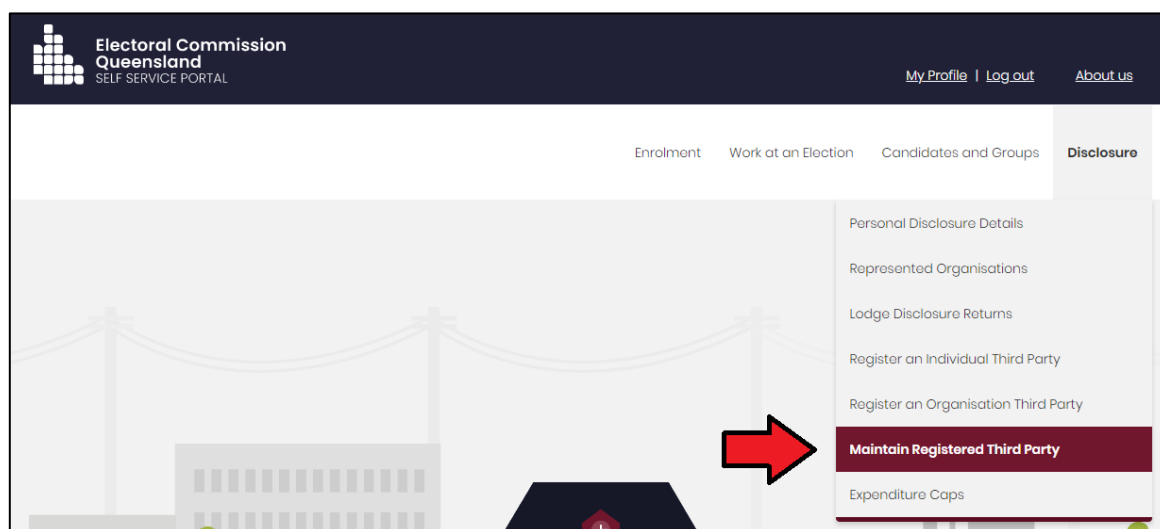 Electoral Commission
Queensland
SELF SERVICE PORTAL
My Profile | Log out About us
Enrolment Work at an Election Candidates and Groups Disclosure
Personal Disclosure Details
Represented Organisations
Lodge Disclosure Returns
Register an Individual Third Party
Register an Organisation Third Party
Maintain Registered Third Party
Expenditure Caps